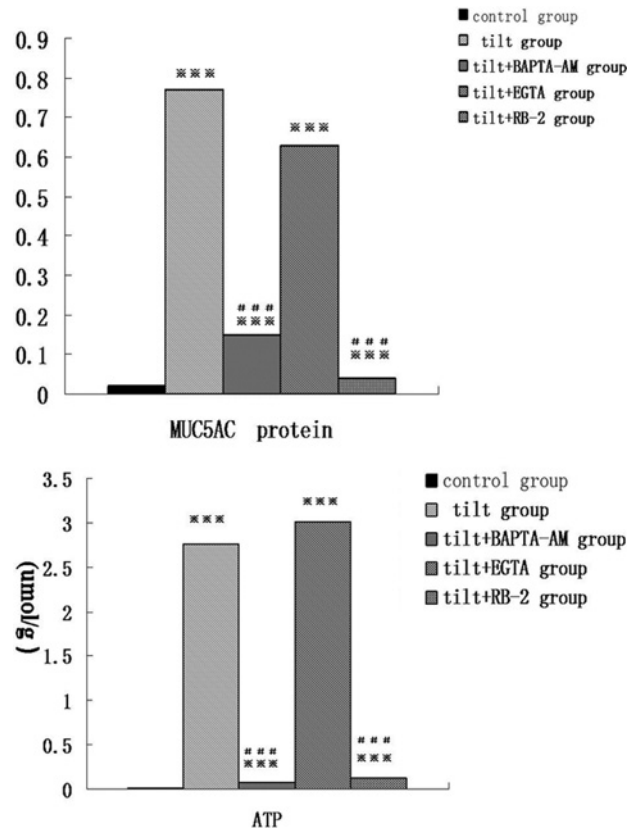 control group
tilt group
tilt+BAPTA-AM group
tilt+EGTA group
tilt+RB-2 group
0.9
0.8
0.7
0.6
0.5
0.4
0.3
0.2
0.1
0
※※※
###
※※※
※※※
###
※※※
MUC5AC protein
control group
tilt group
tilt+BAPTA-AM group
tilt+EGTA group
tilt+RB-2 group
3.5
3
2.5
2
1.5
1
0.5
0
(umol/g)
※※※
###
※※※
※※※
###
※※※
ATP